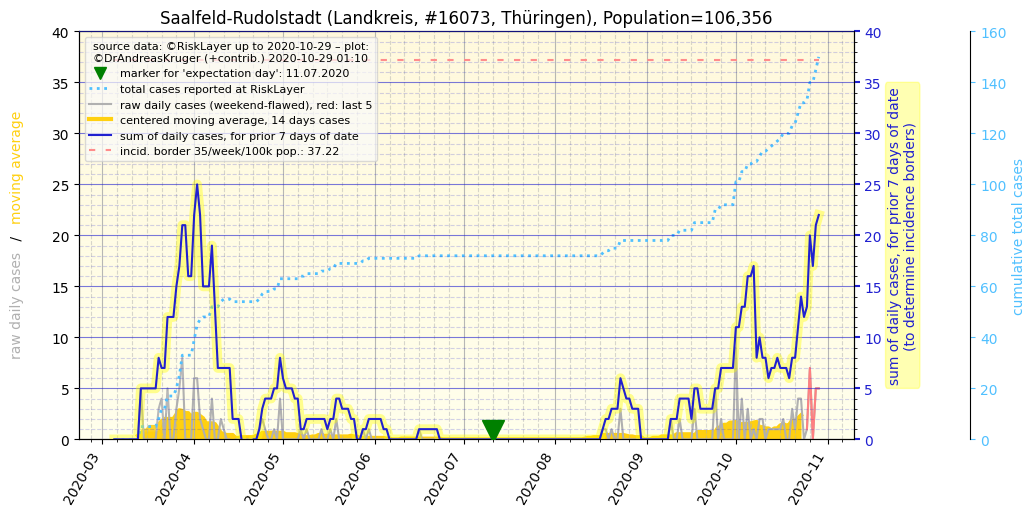 Saalfeld-Rudolstadt (Landkreis, #16073, Thüringen), Population=106,356
source data: ©RiskLayer up to 2020-10-29 – plot:
©DrAndreasKruger (+contrib.) 2020-10-29 01:10
marker for 'expectation day': 11.07.2020
total cases reported at RiskLayer
raw daily cases (weekend-flawed), red: last 5
centered moving average, 14 days cases
sum of daily cases, for prior 7 days of date
incid. border 35/week/100k pop.: 37.22
raw daily cases / moving average
40
35
30
25
20
15
10
5
0
2020-03
2020-04
2020-05
2020-06
2020-07
2020-08
2020-09
2020-10
2020-11
40
35
30
25
20
15
10
5
0
sum of daily cases, for prior 7 days of date
(to determine incidence borders)
160
140
120
100
80
60
40
20
0
cumulative total cases